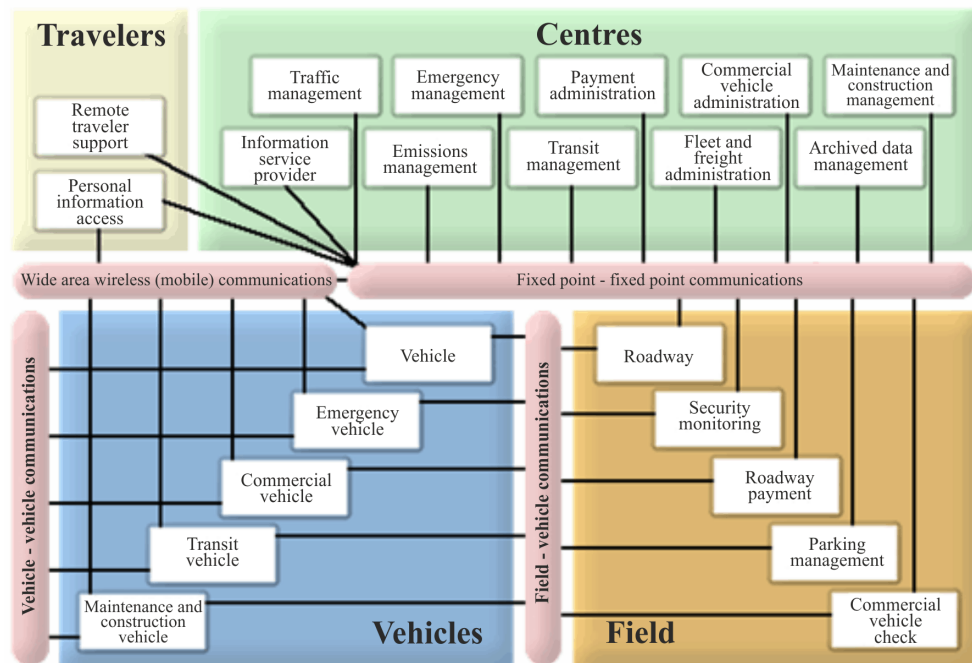 Travelers
Remote
traveler
support
Personal
information
access
Centres
Traffic
management
Emergency
management
Payment
administration
Commercial
vehicle
administration
Maintenance and
construction
management
Information
service
provider
Emissions
management
Transit
management
Fleet and
freight
administration
Archived data
management
Wide area wireless (mobile) communications
Fixed point - fixed point communications
Vehicle - vehicle communications
Vehicle
Emergency
vehicle
Commercial
vehicle
Transit
vehicle
Maintenance and
construction
vehicle
Vehicles
Field - vehicle communications
Roadway
Security
monitoring
Roadway
payment
Parking
management
Commercial
vehicle
check
Field